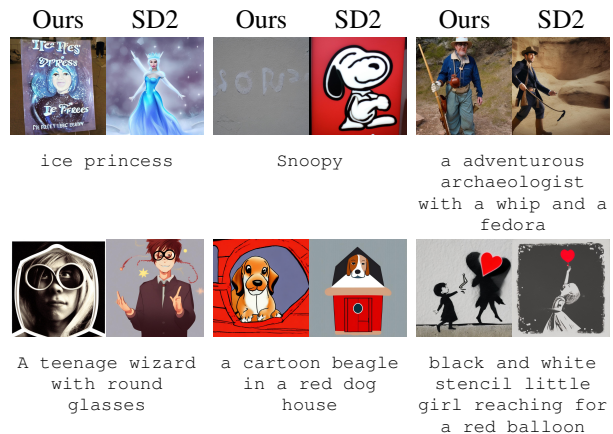 Ours SD2 Ours SD2 Ours SD2
ice princess
Snoopy
a adventurous
archaeologist
with a whip and a
fedora
A teenage wizard
with round
glasses
a cartoon beagle
in a red dog
house
black and white
stencil little
girl reaching for
a red balloon